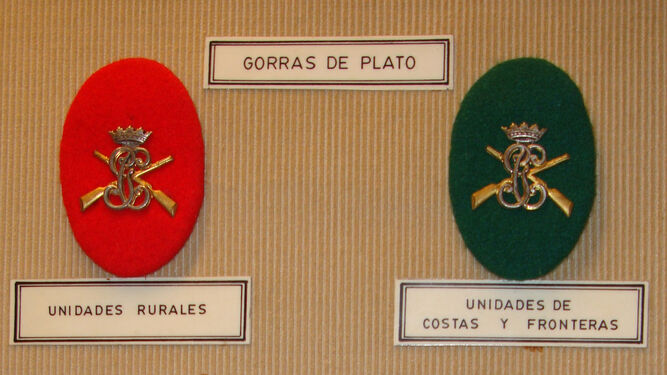 GORRAS DE PLATO
UNIDADES RURALES
UNIDADES DE
COSTAS Y FRONTERAS